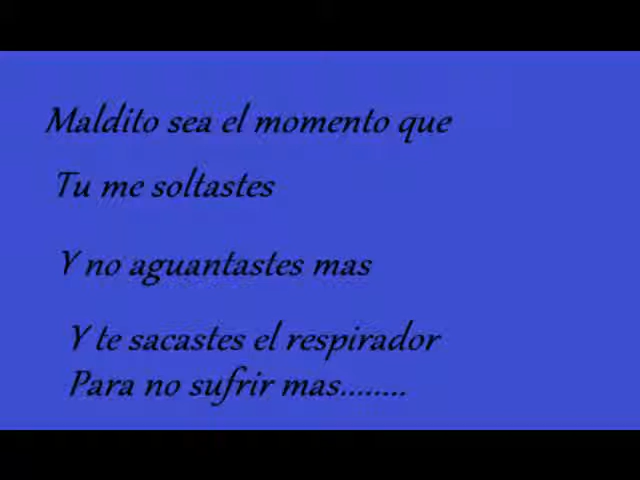 Maldito sea el momento que
Tu me soltastes
Y no aguantastes mas
Y te sacastes el respirador
Para no sufrir mas........